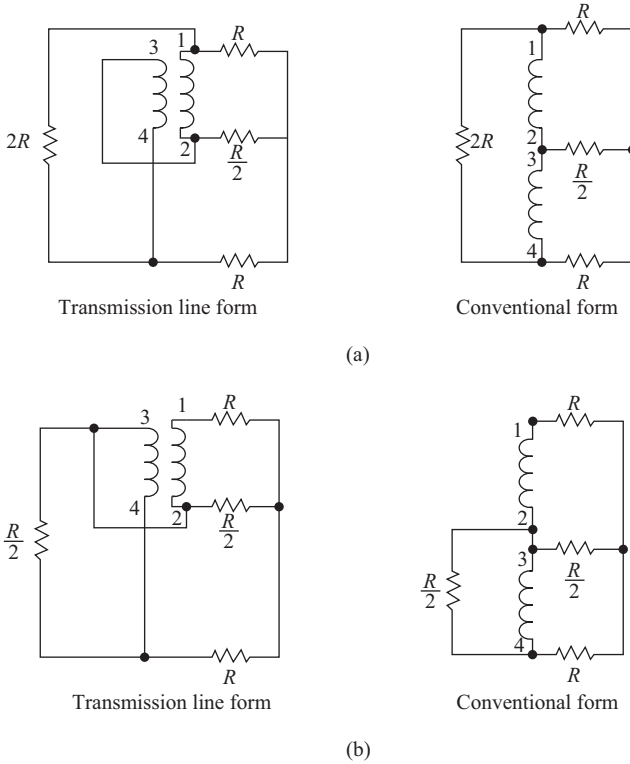 3 1 R
2R
4 2 R/2
R
Transmission line form
1 R
2R 2
3 R/2
4 R
Conventional form
(a)
3 1 R
R/2
4 2 R/2
R
Transmission line form
1 R
2
R/2 3 R/2
4 R
Conventional form
(b)